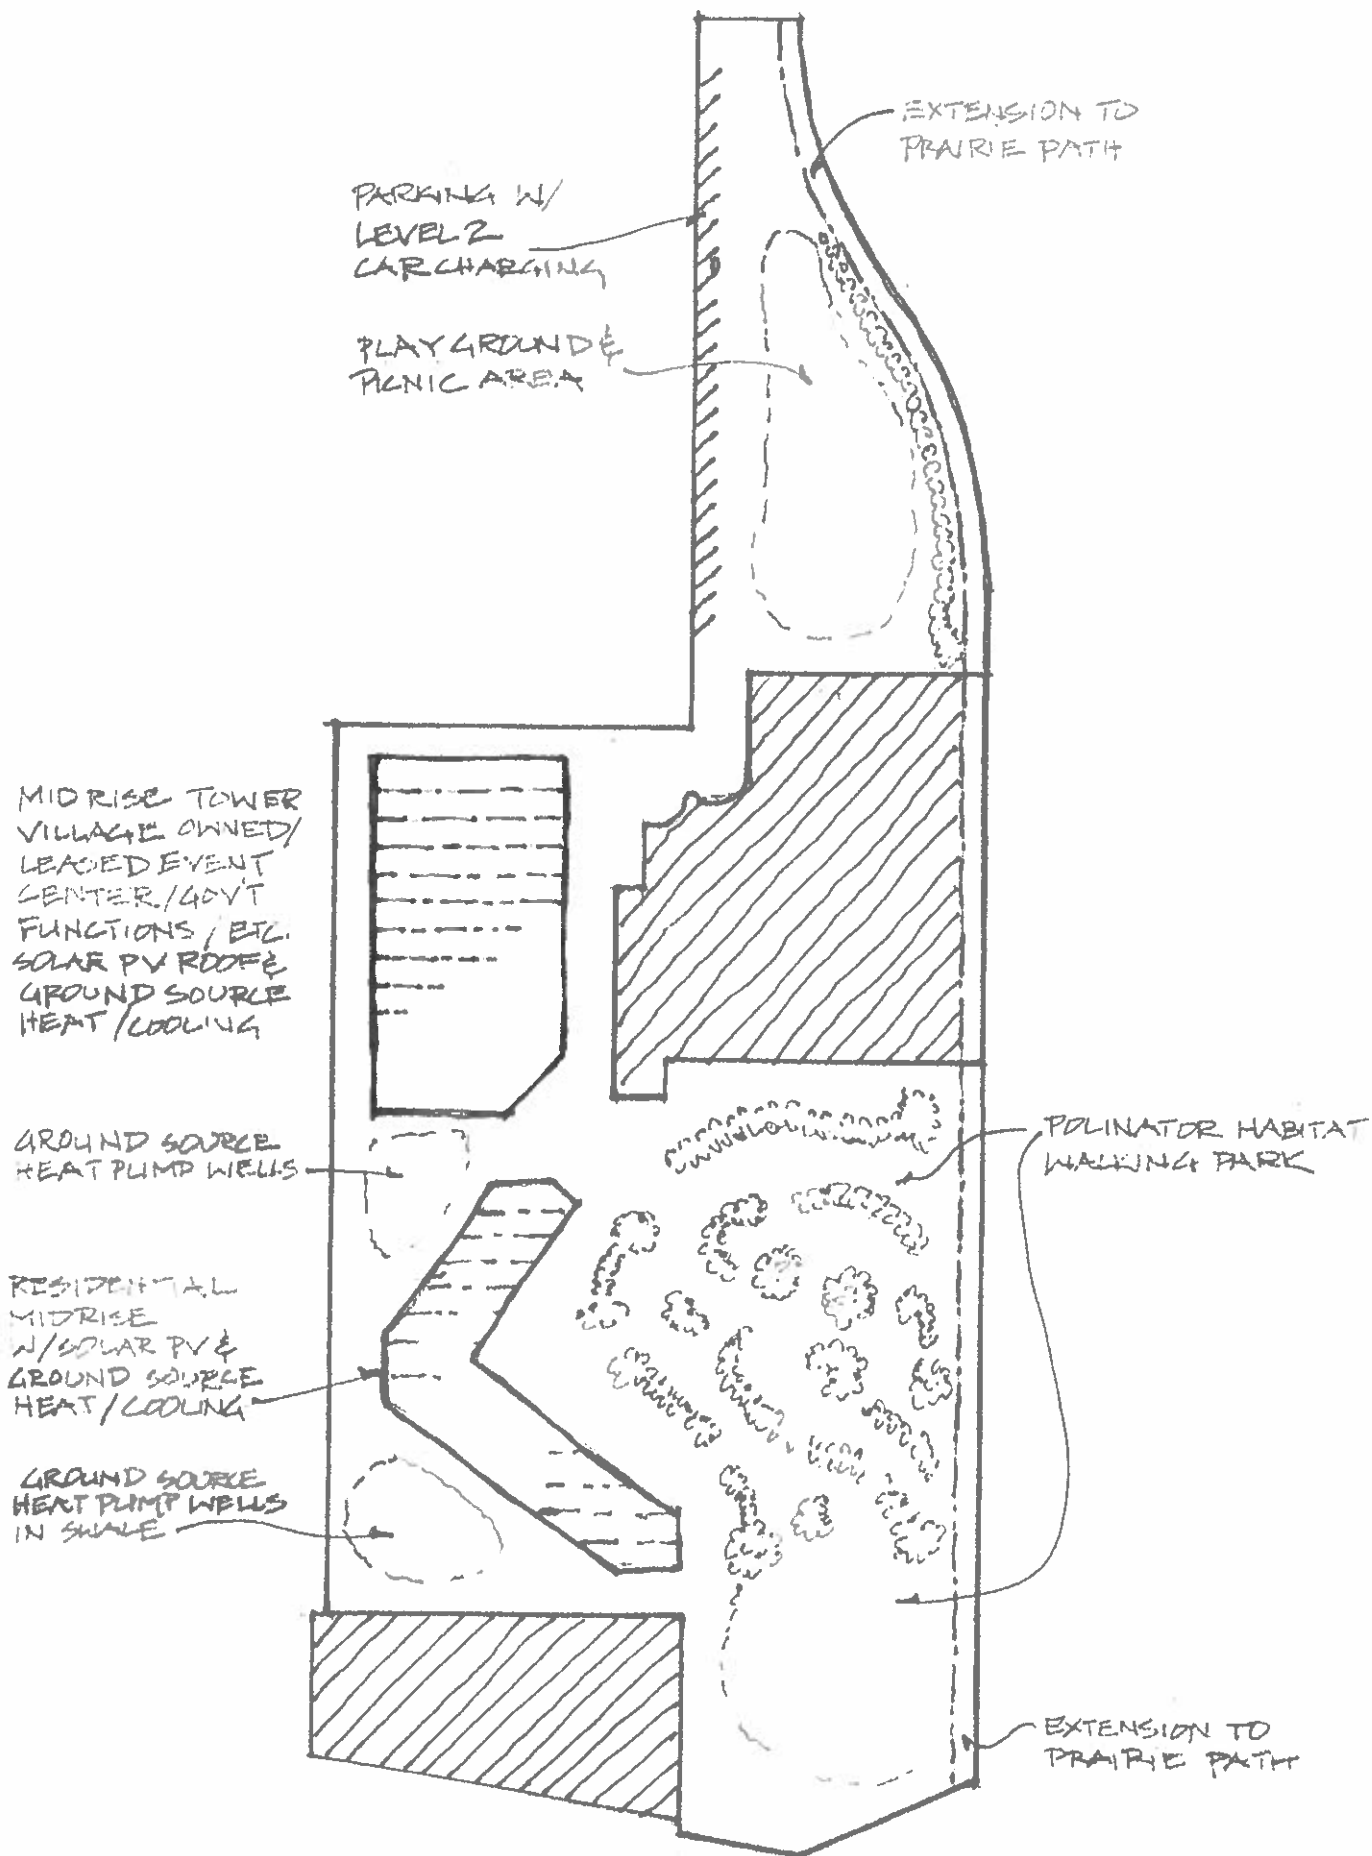 EXTENSION TO
PRAIRIE PATH
PARKING W/
LEVEL 2
CAR CHARGING
PLAYGROUND &
PICNIC AREA
MIDRISE TOWER
VILLAGE OWNED/
LEASED EVENT
CENTER/GOV'T
FUNCTIONS/ETC.
SOLAR PV ROOF &
GROUND SOURCE
HEAT/COOLING
GROUND SOURCE
HEAT PUMP WELLS
POLINATOR HABITAT
WALKING PARK
RESIDENTIAL
MIDRISE
W/SOLAR PV &
GROUND SOURCE
HEAT/COOLING
GROUND SOURCE
HEAT PUMP WELLS
IN SWALE
EXTENSION TO
PRAIRIE PATH